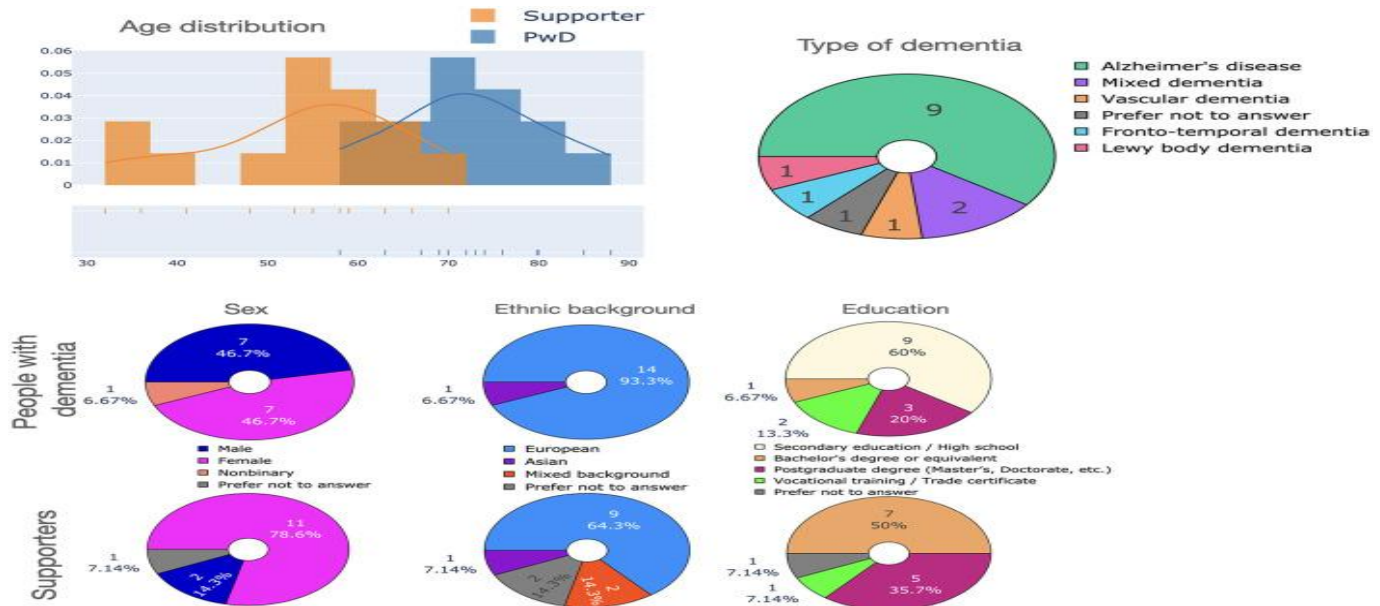 Age distribution
Supporter
PwD
0.06
0.05
0.04
0.03
0.02
0.01
0
30 40 50 60 70 80 90
Type of dementia
9
2
1
1
1
1
Alzheimer's disease
Mixed dementia
Vascular dementia
Prefer not to answer
Fronto-temporal dementia
Lewy body dementia
Sex
Ethnic background
Education
People with
dementia
7
46.7%
1
6.67%
7
46.7%
14
93.3%
1
6.67%
9
60%
1
6.67%
2
13.3%
3
20%
Male
Female
Nonbinary
Prefer not to answer
European
Asian
Mixed background
Prefer not to answer
Secondary education / High school
Bachelor's degree or equivalent
Postgraduate degree (Master's, Doctorate, etc.)
Vocational training / Trade certificate
Prefer not to answer
Supporters
11
78.6%
1
7.14%
2
14.3%
9
64.3%
1
7.14%
2
14.3%
2
14.3%
7
50%
1
7.14%
1
7.14%
5
35.7%